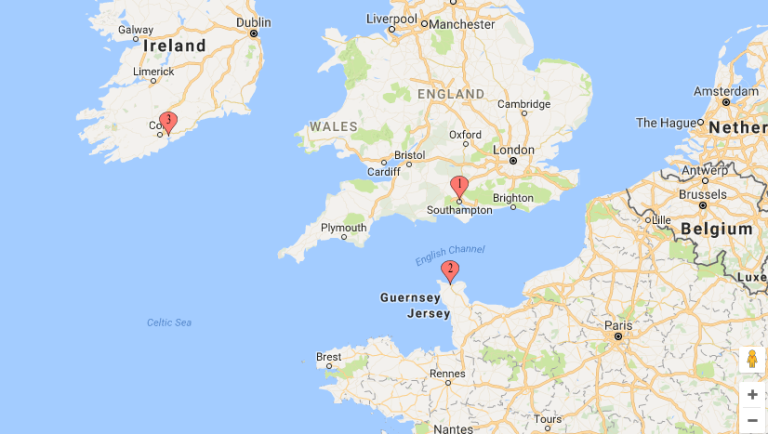 Liverpool
Manchester
Dublin
Galway
Ireland
Limerick
ENGLAND
Cambridge
Amsterdam
3
The Hague
Nether
WALES
Oxford
London
Bristol
Cardiff
Antwerp
1
Brussels
Brighton
Southampton
Lille
Plymouth
Belgium
English Channel
2
Luxe
Guernsey
Jersey
Celtic Sea
Paris
Brest
Rennes
Tours
Nantes
+
−